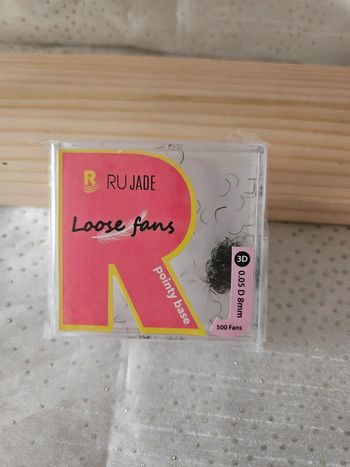 R
RU JADE
Loose fans
pointy base
3D 0.05 D 8mm
500 Fans